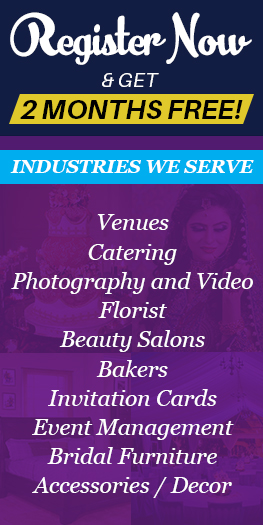 Register Now
& GET
2 MONTHS FREE!
INDUSTRIES WE SERVE
Venues
Catering
Photography and Video
Florist
Beauty Salons
Bakers
Invitation Cards
Event Management
Bridal Furniture
Accessories / Decor